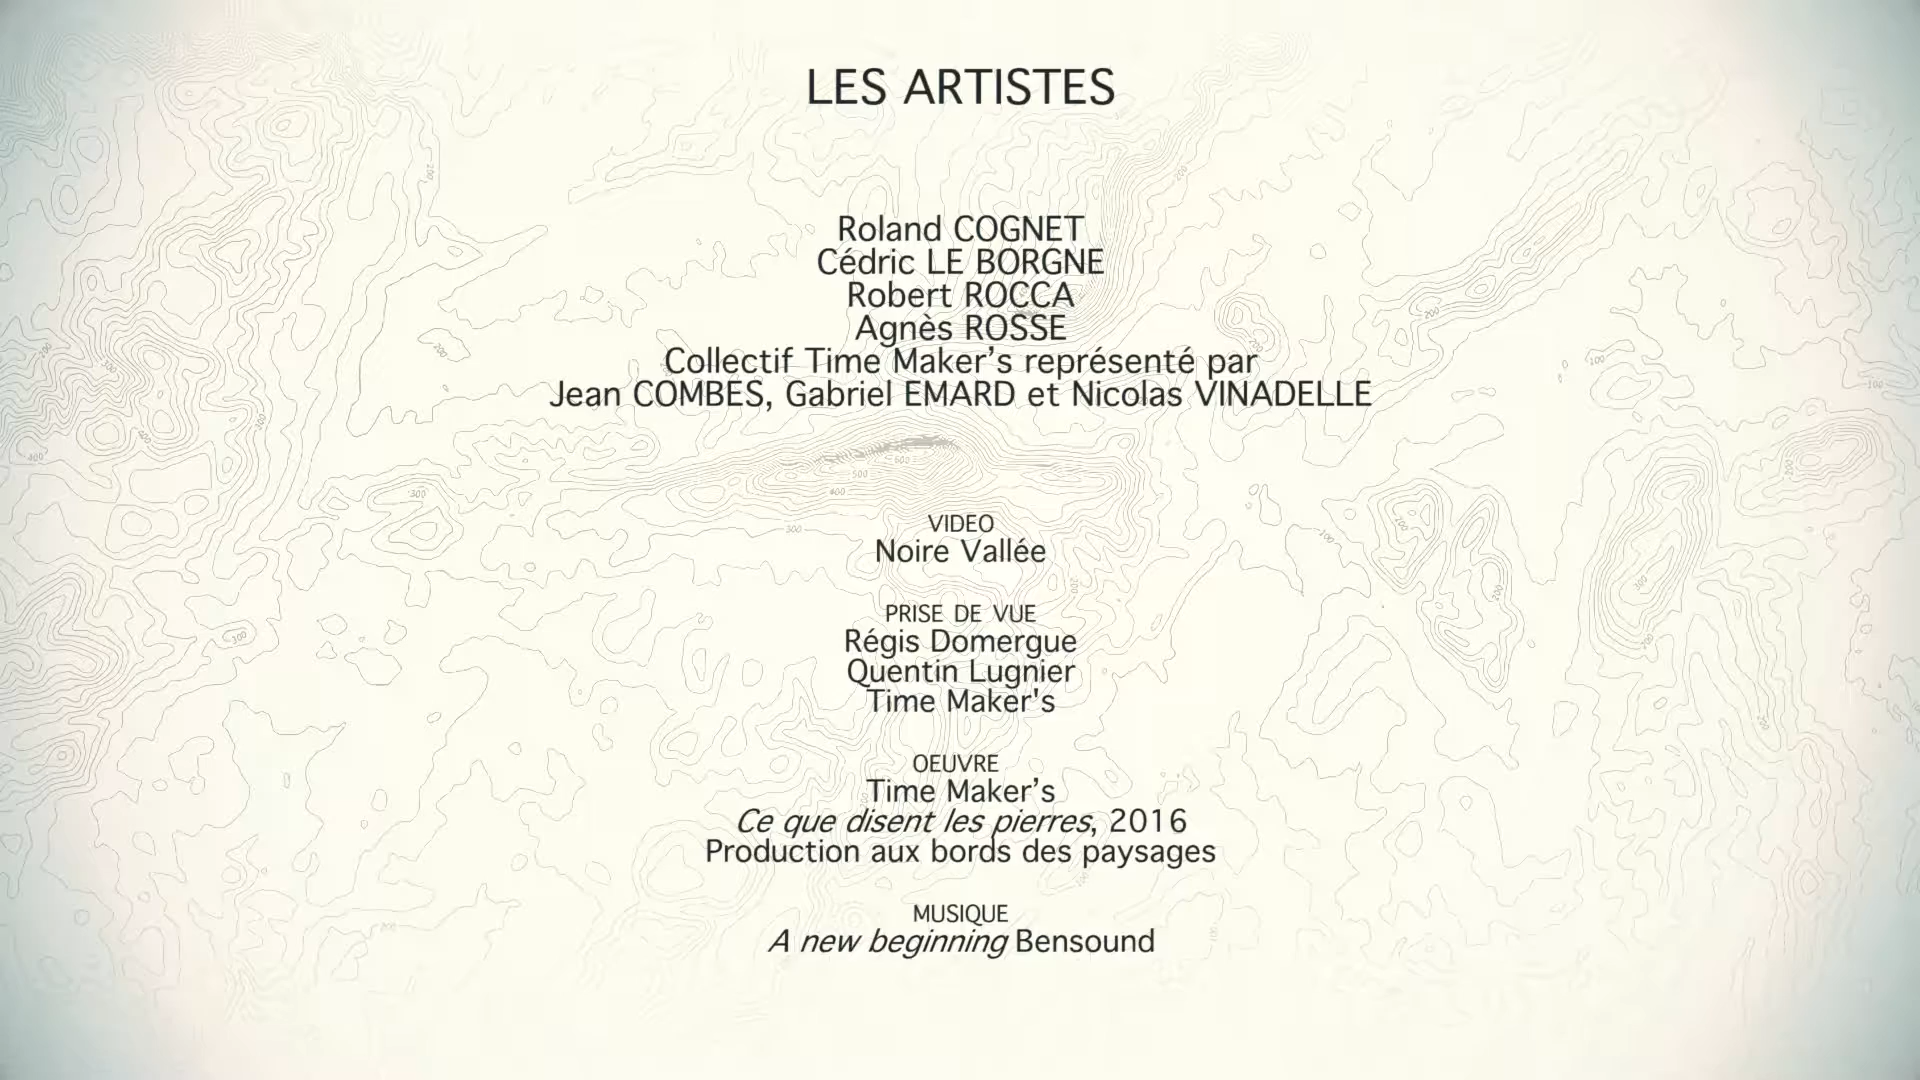 LES ARTISTES
Roland COGNET
Cédric LE BORGNE
Robert ROCCA
Agnès ROSSE
Collectif Time Maker’s représenté par
Jean COMBES, Gabriel EMARD et Nicolas VINADELLE
VIDEO
Noire Vallée
PRISE DE VUE
Régis Domergue
Quentin Lugnier
Time Maker's
OEUVRE
Time Maker’s
Ce que disent les pierres, 2016
Production aux bords des paysages
MUSIQUE
A new beginning Bensound